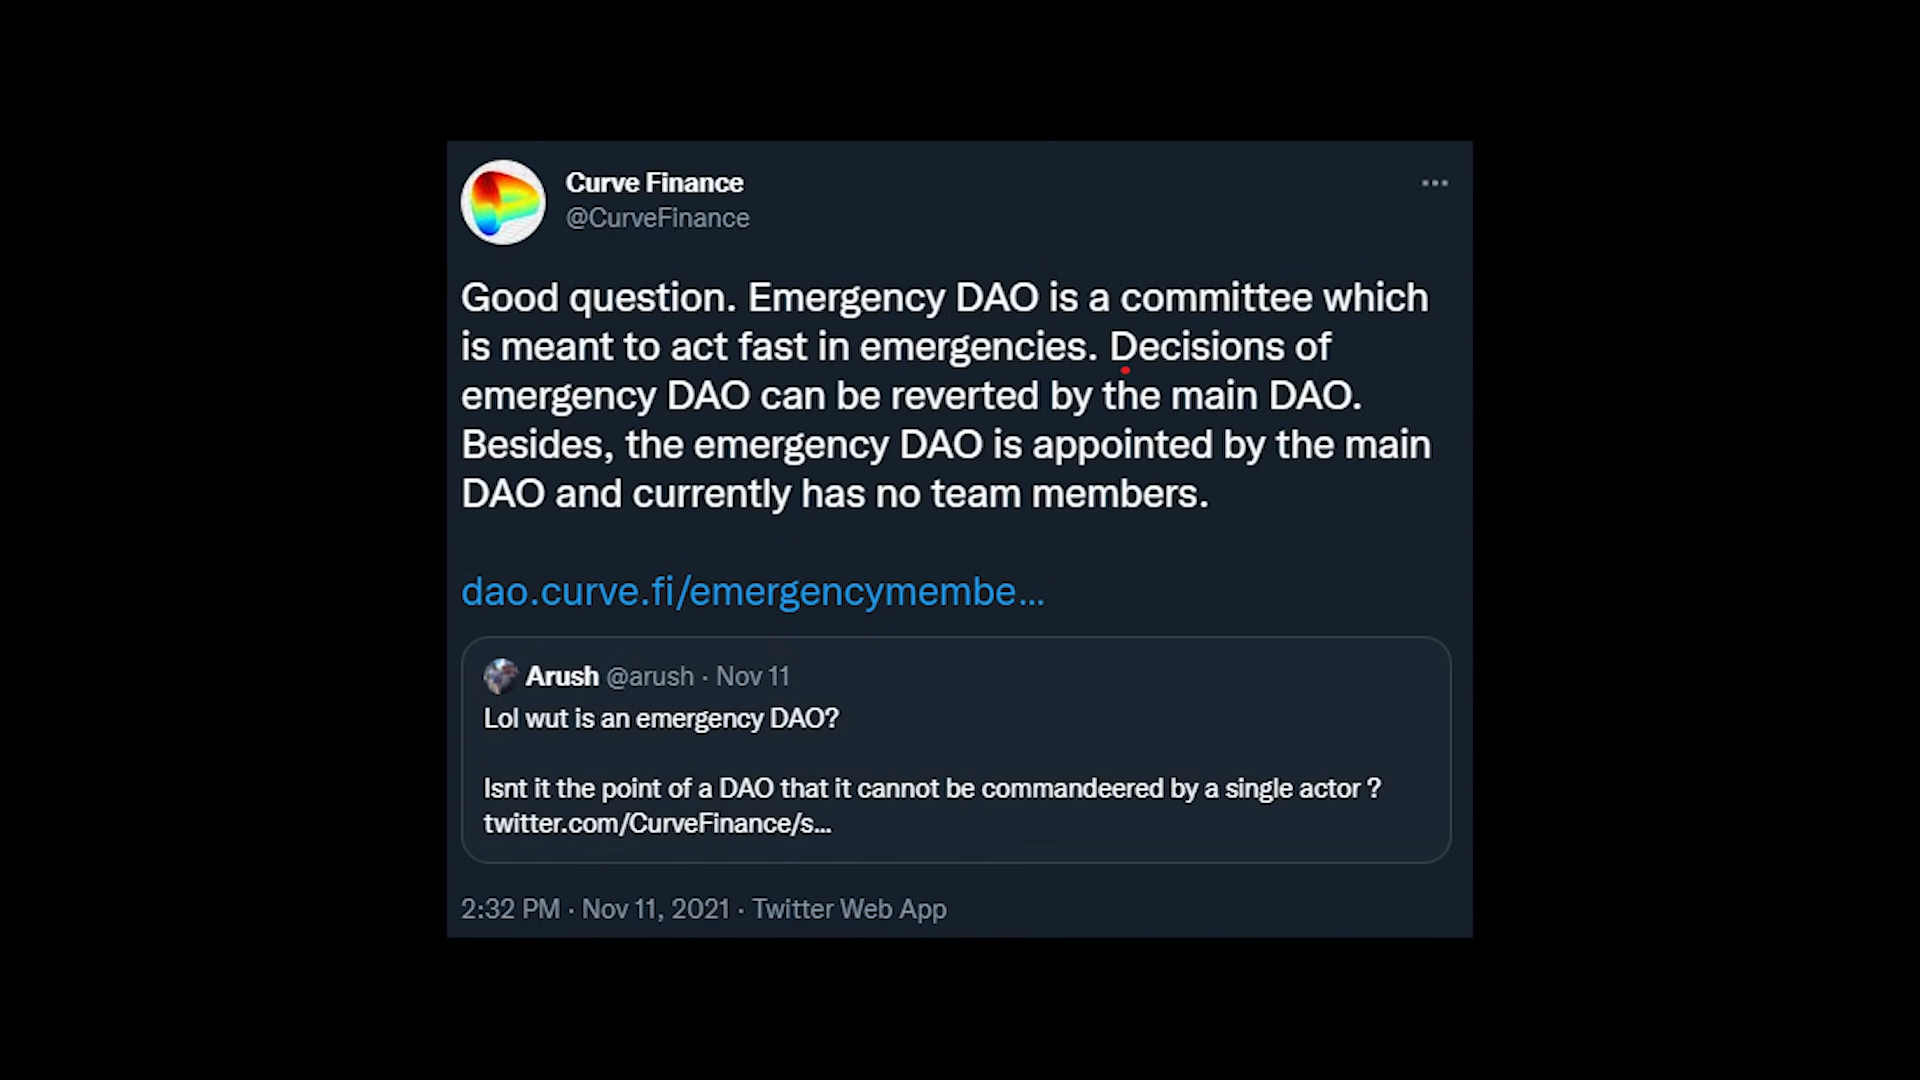 Curve Finance
@CurveFinance
Good question. Emergency DAO is a committee which
is meant to act fast in emergencies. Decisions of
emergency DAO can be reverted by the main DAO.
Besides, the emergency DAO is appointed by the main
DAO and currently has no team members.
dao.curve.fi/emergencymembe...
Arush @arush · Nov 11
Lol wut is an emergency DAO?
Isnt it the point of a DAO that it cannot be commandeered by a single actor ?
twitter.com/CurveFinance/s...
2:32 PM · Nov 11, 2021 · Twitter Web App